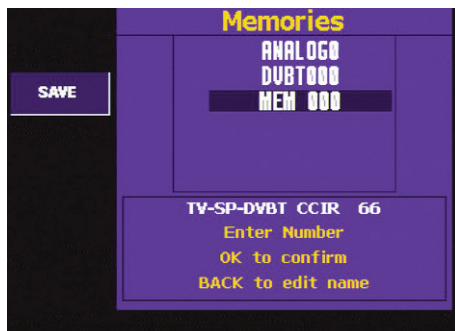 Memories
ANALOG0
DVBT000
MEM 000
SAVE
TV-SP-DVBT CCIR 66
Enter Number
OK to confirm
BACK to edit name